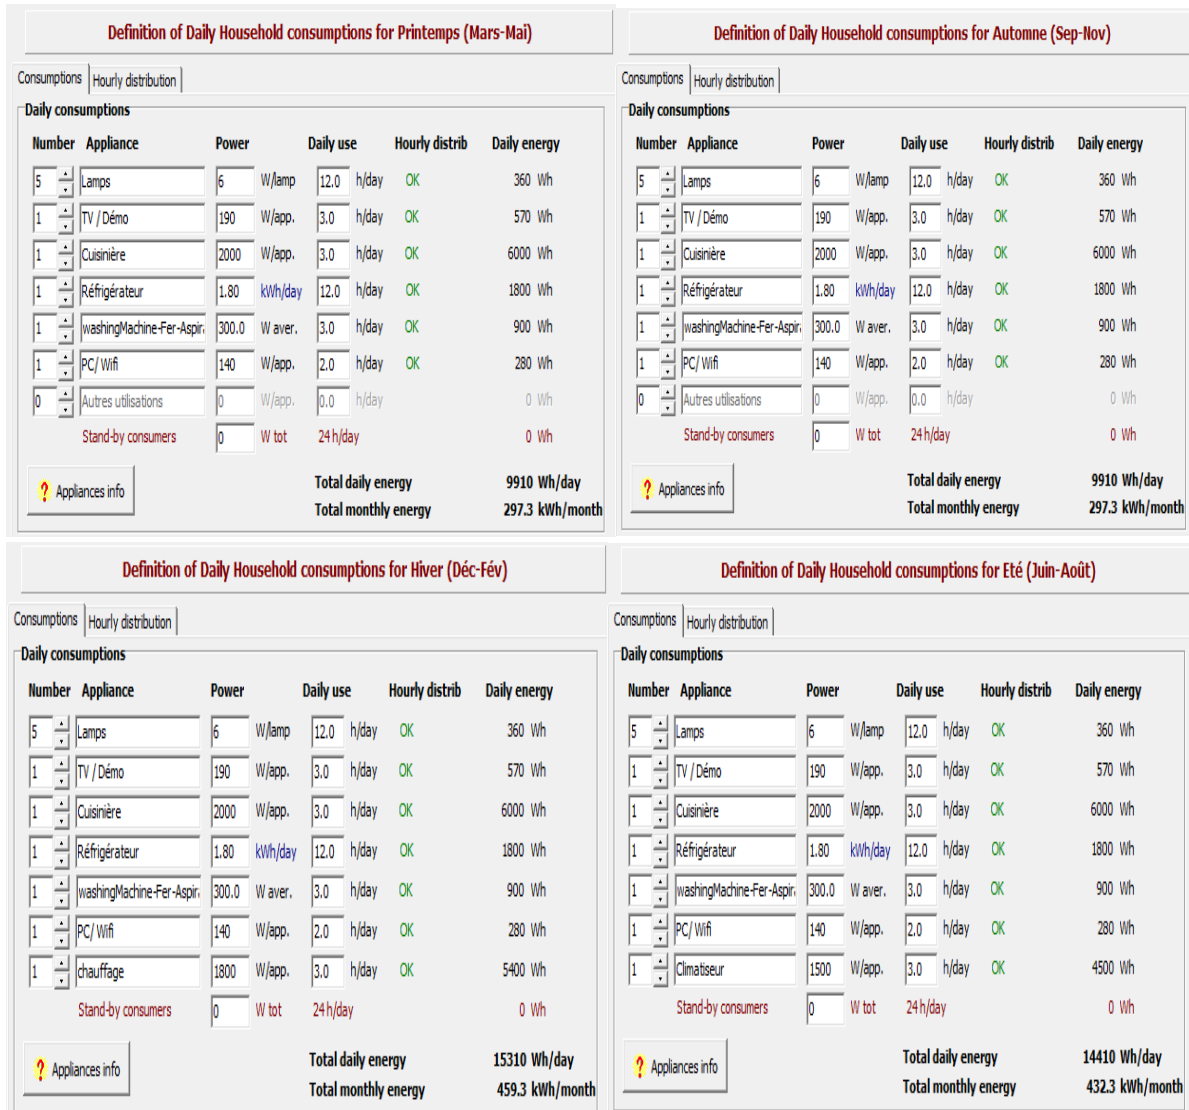 Definition of Daily Household consumptions for Printemps (Mars-Mai)
Consumptions Hourly distribution
Daily consumptions
Number Appliance Power Daily use Hourly distrib Daily energy
5 Lamps 6 W/lamp 12.0 h/day OK 360 Wh
1 TV / Démo 190 W/app. 3.0 h/day OK 570 Wh
1 Cuisinière 2000 W/app. 3.0 h/day OK 6000 Wh
1 Réfrigérateur 1.80 kWh/day 12.0 h/day OK 1800 Wh
1 washingMachine-Fer-Aspir 300.0 W aver. 3.0 h/day OK 900 Wh
1 PC/ Wifi 140 W/app. 2.0 h/day OK 280 Wh
0 Autres utilisations 0 W/app. 0.0 h/day 0 Wh
Stand-by consumers 0 W tot 24 h/day 0 Wh
? Appliances info
Total daily energy 9910 Wh/day
Total monthly energy 297.3 kWh/month
Definition of Daily Household consumptions for Automne (Sep-Nov)
Consumptions Hourly distribution
Daily consumptions
Number Appliance Power Daily use Hourly distrib Daily energy
5 Lamps 6 W/lamp 12.0 h/day OK 360 Wh
1 TV / Démo 190 W/app. 3.0 h/day OK 570 Wh
1 Cuisinière 2000 W/app. 3.0 h/day OK 6000 Wh
1 Réfrigérateur 1.80 kWh/day 12.0 h/day OK 1800 Wh
1 washingMachine-Fer-Aspir 300.0 W aver. 3.0 h/day OK 900 Wh
1 PC/ Wifi 140 W/app. 2.0 h/day OK 280 Wh
0 Autres utilisations 0 W/app. 0.0 h/day 0 Wh
Stand-by consumers 0 W tot 24 h/day 0 Wh
? Appliances info
Total daily energy 9910 Wh/day
Total monthly energy 297.3 kWh/month
Definition of Daily Household consumptions for Hiver (Déc-Fév)
Consumptions Hourly distribution
Daily consumptions
Number Appliance Power Daily use Hourly distrib Daily energy
5 Lamps 6 W/lamp 12.0 h/day OK 360 Wh
1 TV / Démo 190 W/app. 3.0 h/day OK 570 Wh
1 Cuisinière 2000 W/app. 3.0 h/day OK 6000 Wh
1 Réfrigérateur 1.80 kWh/day 12.0 h/day OK 1800 Wh
1 washingMachine-Fer-Aspir 300.0 W aver. 3.0 h/day OK 900 Wh
1 PC/ Wifi 140 W/app. 2.0 h/day OK 280 Wh
1 chauffage 1800 W/app. 3.0 h/day OK 5400 Wh
Stand-by consumers 0 W tot 24 h/day 0 Wh
? Appliances info
Total daily energy 15310 Wh/day
Total monthly energy 459.3 kWh/month
Definition of Daily Household consumptions for Eté (Juin-Août)
Consumptions Hourly distribution
Daily consumptions
Number Appliance Power Daily use Hourly distrib Daily energy
5 Lamps 6 W/lamp 12.0 h/day OK 360 Wh
1 TV / Démo 190 W/app. 3.0 h/day OK 570 Wh
1 Cuisinière 2000 W/app. 3.0 h/day OK 6000 Wh
1 Réfrigérateur 1.80 kWh/day 12.0 h/day OK 1800 Wh
1 washingMachine-Fer-Aspir 300.0 W aver. 3.0 h/day OK 900 Wh
1 PC/ Wifi 140 W/app. 2.0 h/day OK 280 Wh
1 Climatiseur 1500 W/app. 3.0 h/day OK 4500 Wh
Stand-by consumers 0 W tot 24 h/day 0 Wh
? Appliances info
Total daily energy 14410 Wh/day
Total monthly energy 432.3 kWh/month